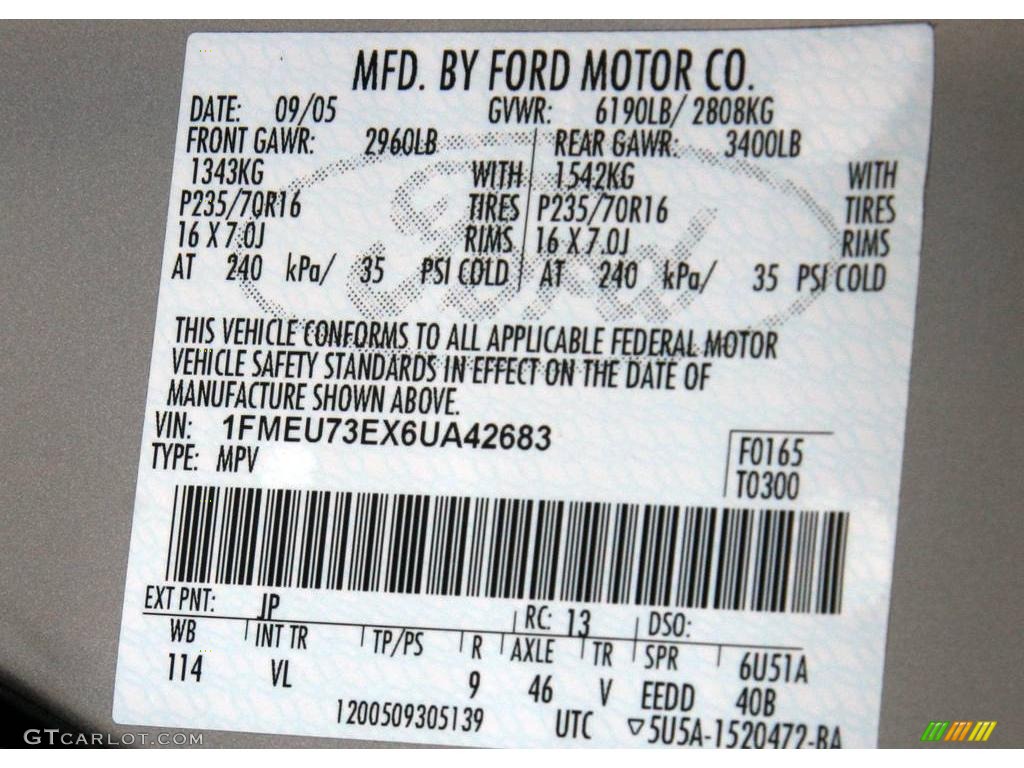 MFD. BY FORD MOTOR CO.
DATE: 09/05 GVWR: 6190LB/ 2808KG
FRONT GAWR: 2960LB REAR GAWR: 3400LB
1343KG WITH 1542KG WITH
P235/70R16 TIRES P235/70R16 TIRES
16 X 7.0J RIMS 16 X 7.0J RIMS
AT 240 kPa/ 35 PSI COLD AT 240 kPa/ 35 PSI COLD
Ford
THIS VEHICLE CONFORMS TO ALL APPLICABLE FEDERAL MOTOR
VEHICLE SAFETY STANDARDS IN EFFECT ON THE DATE OF
MANUFACTURE SHOWN ABOVE.
VIN: 1FMEU73EX6UA42683
TYPE: MPV
F0165
T0300
EXT PNT: JP RC: 13 DSO:
WB INT TR TP/PS R AXLE TR SPR 6U51A
114 VL 9 46 V EEDD 40B
1200509305139 UTC ▽5U5A-1520472-BA
GTCARLOT.COM